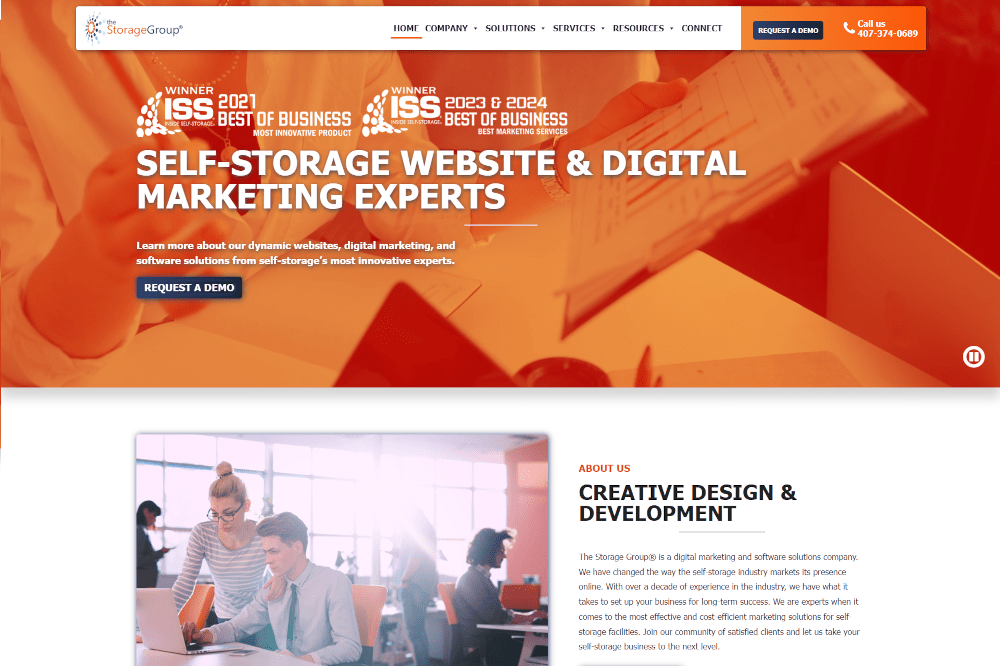 the
StorageGroup®
HOME COMPANY SOLUTIONS SERVICES RESOURCES CONNECT
REQUEST A DEMO
Call us
407-374-0689
WINNER
ISS
INSIDE SELF-STORAGE
2021
BEST OF BUSINESS
MOST INNOVATIVE PRODUCT
WINNER
ISS
INSIDE SELF-STORAGE
2023 & 2024
BEST OF BUSINESS
BEST MARKETING SERVICES
SELF-STORAGE WEBSITE & DIGITAL
MARKETING EXPERTS
Learn more about our dynamic websites, digital marketing, and
software solutions from self-storage's most innovative experts.
REQUEST A DEMO
ABOUT US
CREATIVE DESIGN &
DEVELOPMENT
The Storage Group® is a digital marketing and software solutions company.
We have changed the way the self-storage industry markets its presence
online. With over a decade of experience in the industry, we have what it
takes to set up your business for long-term success. We are experts when it
comes to the most effective and cost-efficient marketing solutions for self
storage facilities. Join our community of satisfied clients and let us take your
self-storage business to the next level.